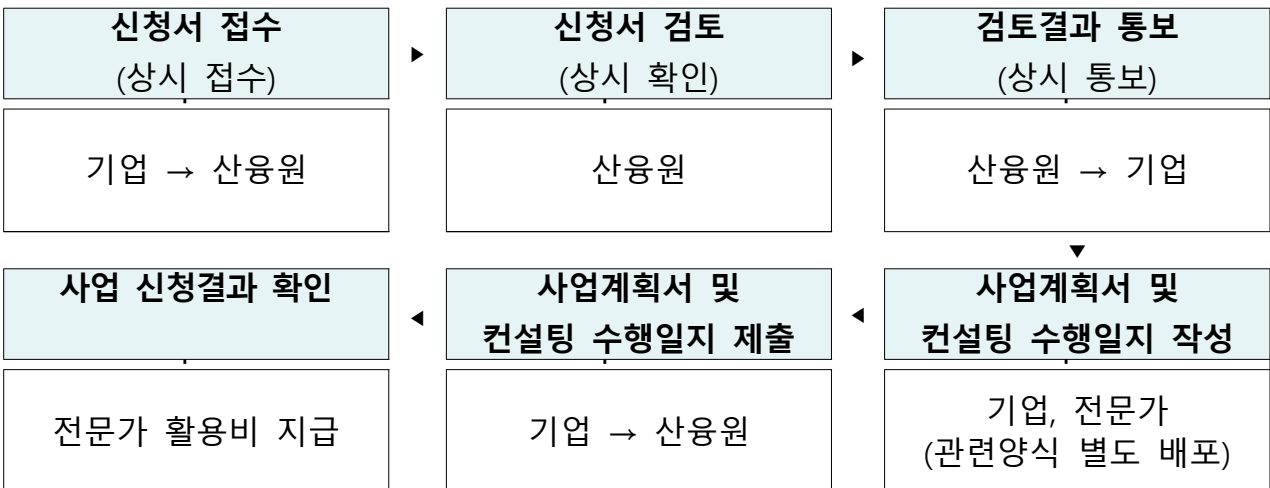 신청서 접수
(상시 접수)
▶
신청서 검토
(상시 확인)
▶
검토결과 통보
(상시 통보)
기업 → 산융원
산융원
산융원 → 기업
▼
사업계획서 및
컨설팅 수행일지 작성
기업, 전문가
(관련양식 별도 배포)
◀
사업계획서 및
컨설팅 수행일지 제출
기업 → 산융원
◀
사업 신청결과 확인
전문가 활용비 지급